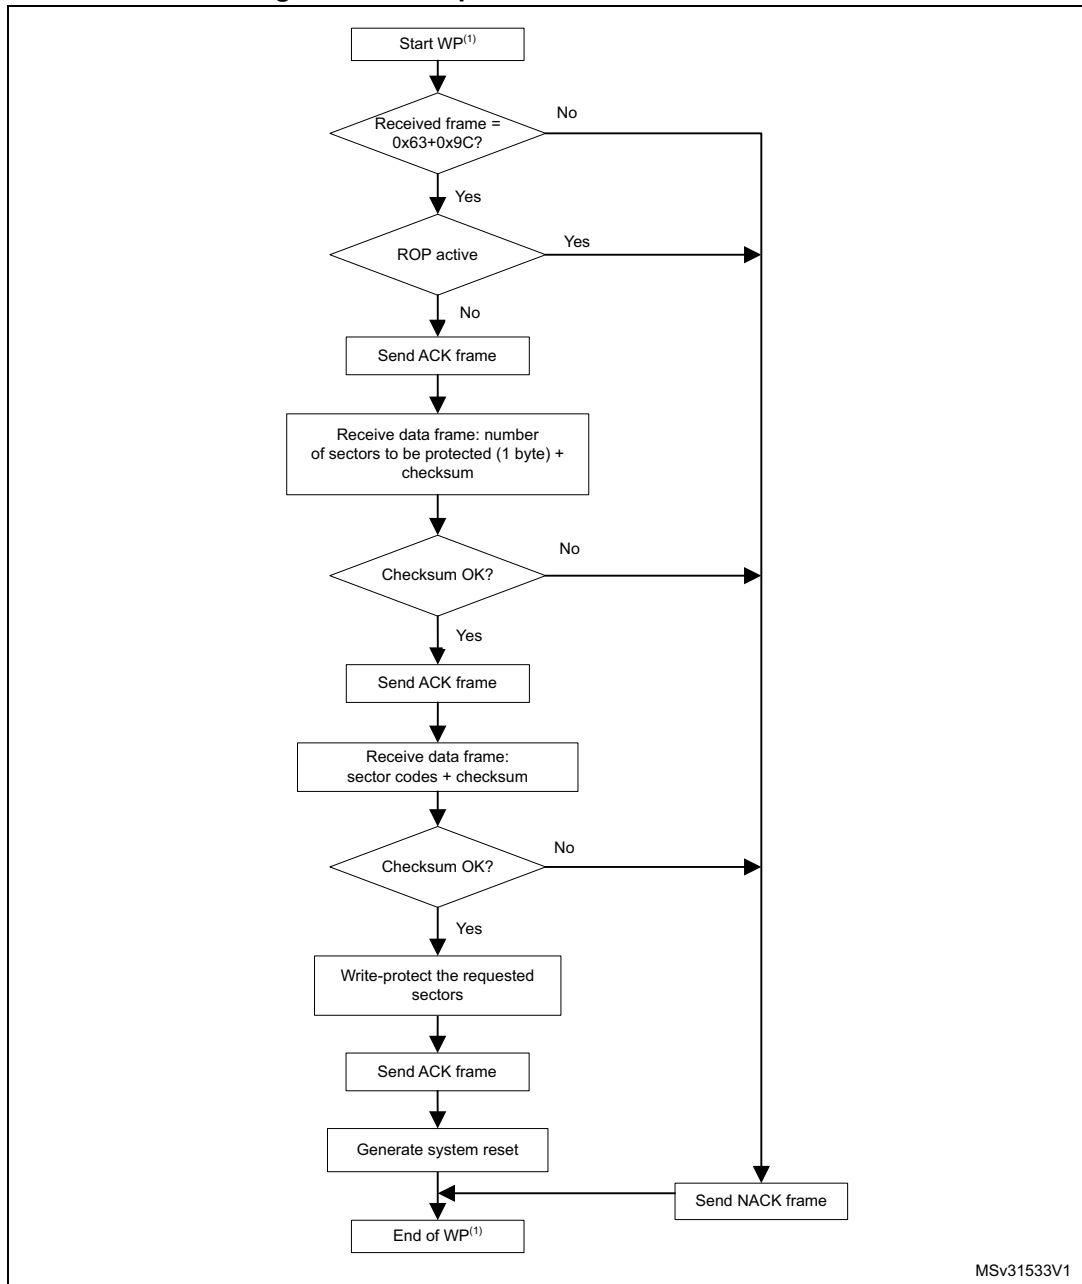 Start WP(1)
No
Received frame =
0x63+0x9C?
Yes
ROP active
Yes
No
Send ACK frame
Receive data frame: number
of sectors to be protected (1 byte) +
checksum
No
Checksum OK?
Yes
Send ACK frame
Receive data frame:
sector codes + checksum
No
Checksum OK?
Yes
Write-protect the requested
sectors
Send ACK frame
Generate system reset
Send NACK frame
End of WP(1)
MSv31533V1